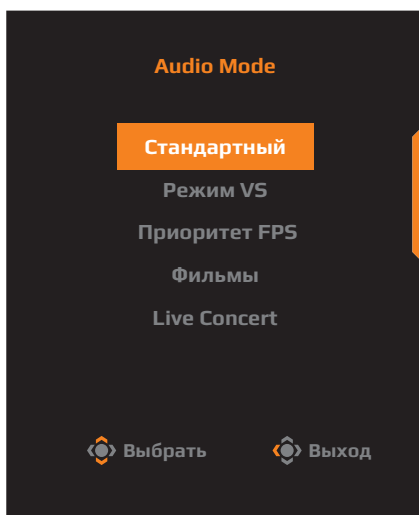 Audio Mode
Стандартный
Режим VS
Приоритет FPS
Фильмы
Live Concert
Выбрать Выход